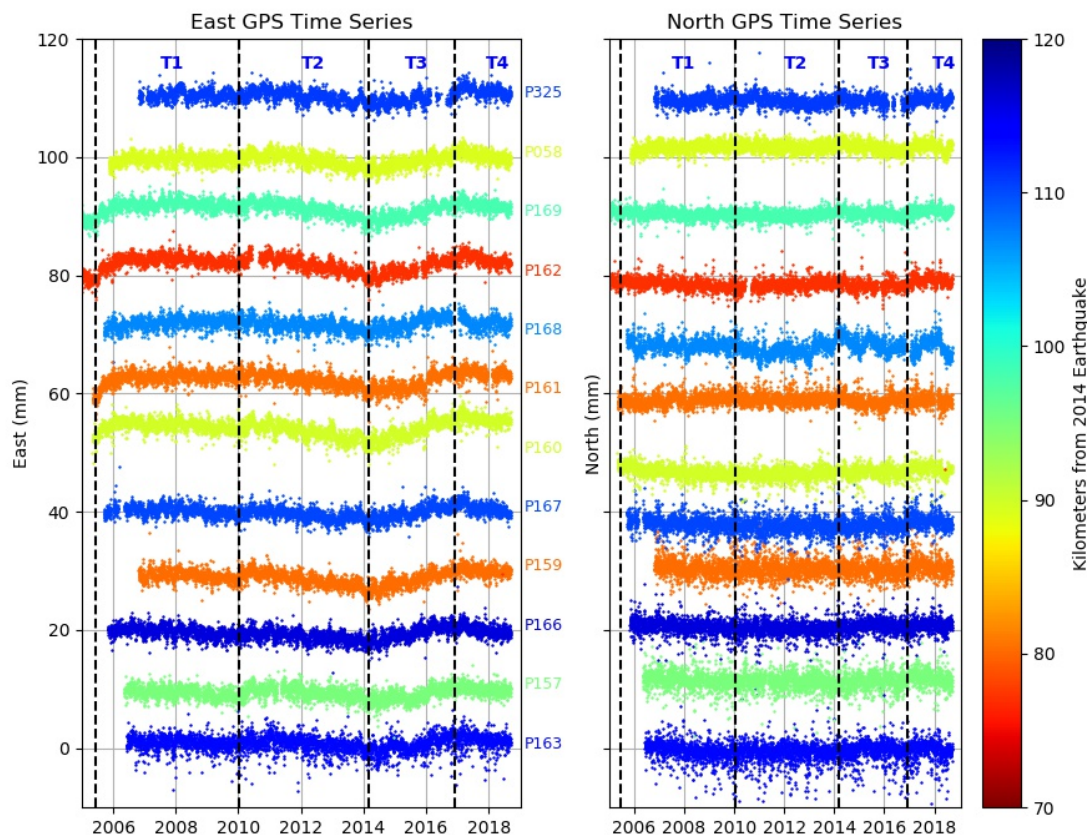 East GPS Time Series
North GPS Time Series
120
100
80
60
40
20
0
East (mm)
T1
T2
T3
T4
P325
P058
P169
P162
P168
P161
P160
P167
P159
P166
P157
P163
2006 2008 2010 2012 2014 2016 2018
North (mm)
T1
T2
T3
T4
2006 2008 2010 2012 2014 2016 2018
120
110
100
90
80
70
Kilometers from 2014 Earthquake